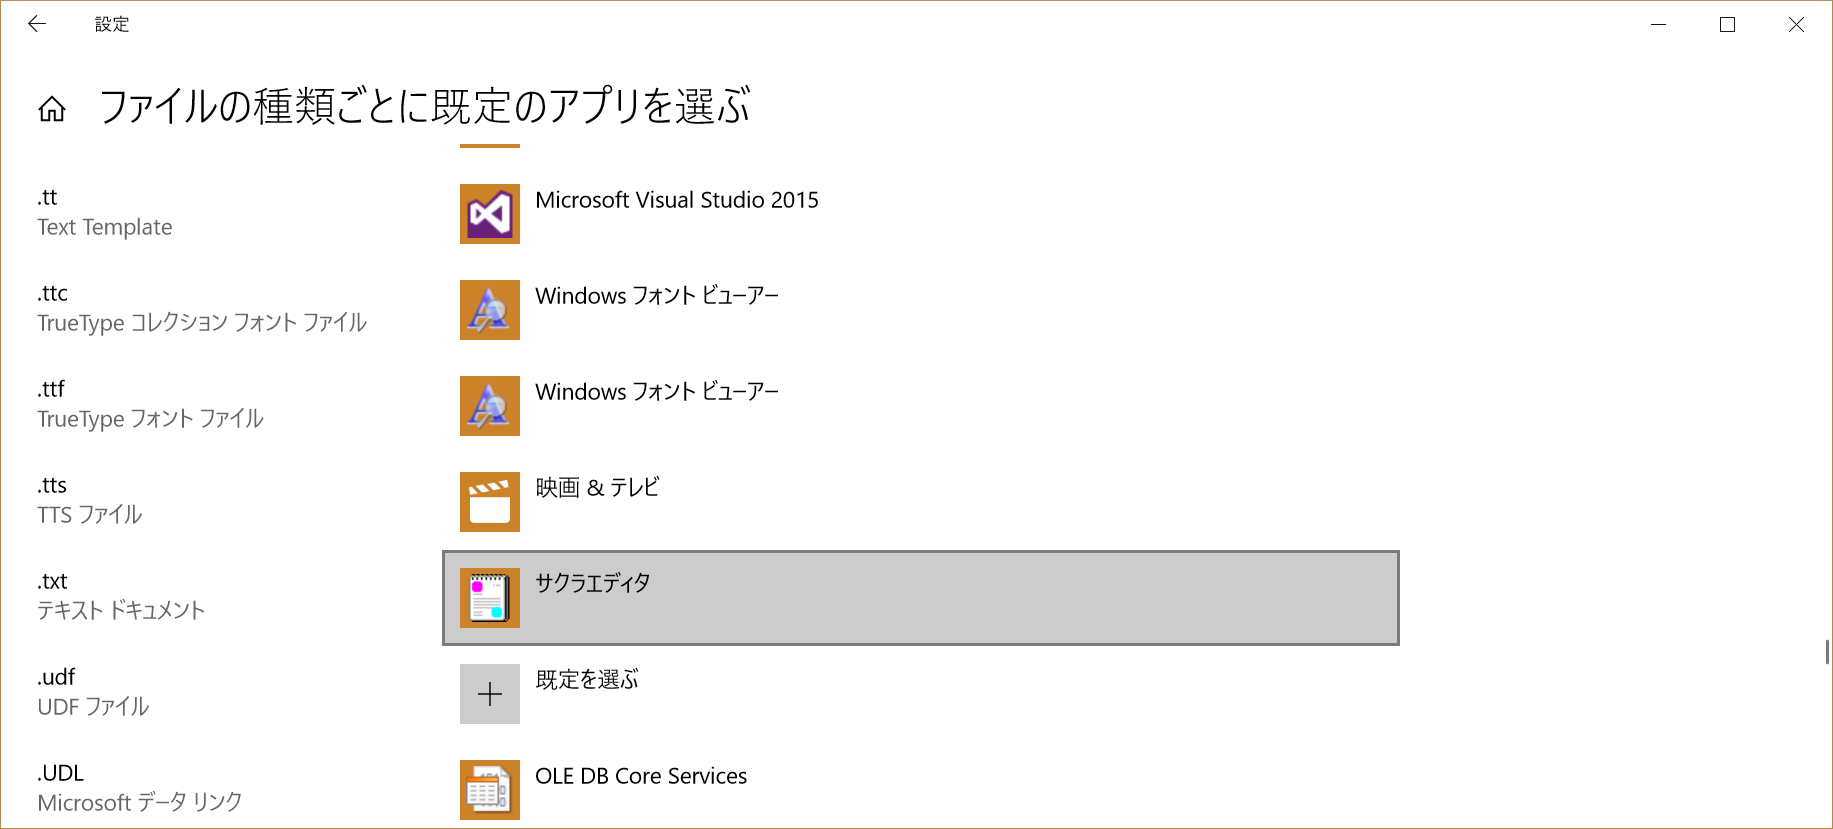 設定
ファイルの種類ごとに既定のアプリを選ぶ
.tt
Text Template
Microsoft Visual Studio 2015
.ttc
TrueType コレクション フォント ファイル
Windows フォント ビューアー
.ttf
TrueType フォント ファイル
Windows フォント ビューアー
.tts
TTS ファイル
映画 & テレビ
.txt
テキスト ドキュメント
サクラエディタ
.udf
UDF ファイル
既定を選ぶ
.UDL
Microsoft データ リンク
OLE DB Core Services